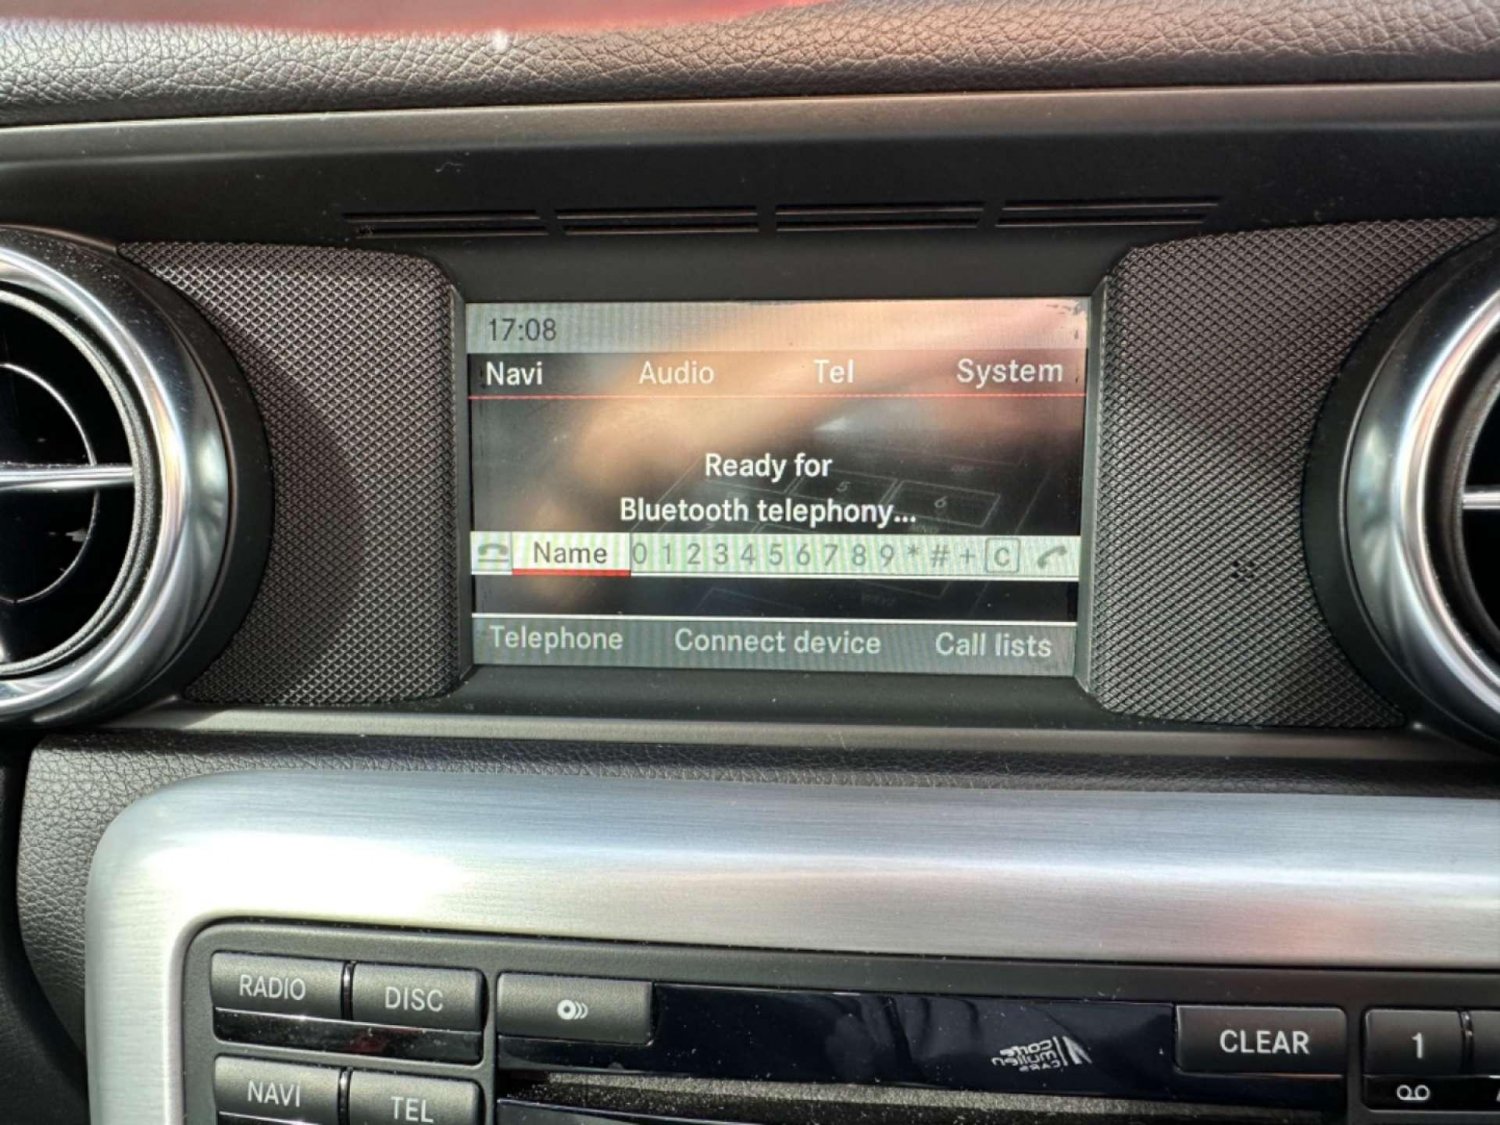 17:08
Navi Audio Tel System
Ready for
Bluetooth telephony...
Name 0 1 2 3 4 5 6 7 8 9 * # + C
Telephone Connect device Call lists
RADIO DISC
CLEAR 1
NAVI TEL